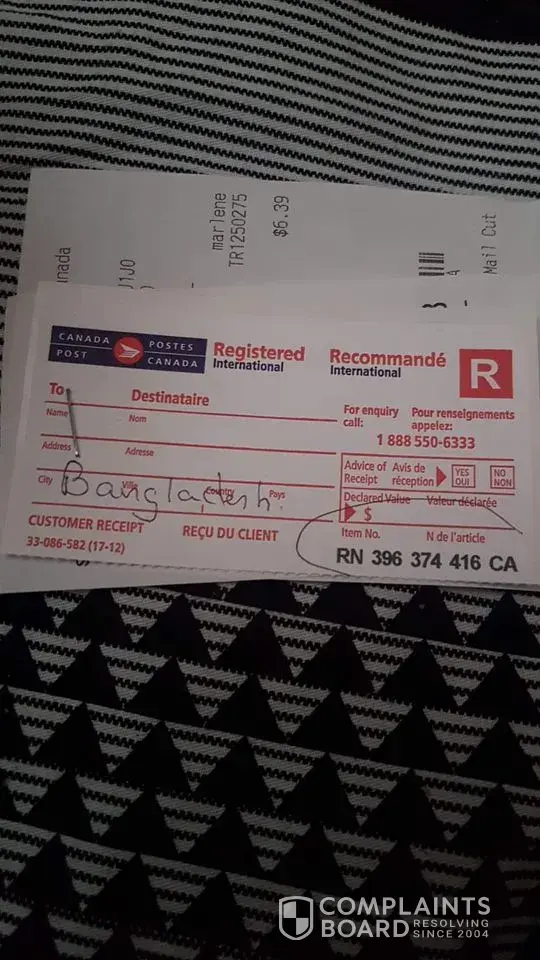 nada
J1J0
marlene
TR1250275
$6.39
Mail Cut
CANADA POSTES
POST CANADA
Registered
International
Recommandé
International
R
To
Destinataire
Name
Nom
For enquiry call:
Pour renseignements appelez:
1 888 550-6333
Address
Adresse
Advice of Receipt
Avis de réception
YES OUI
NO NON
City
Ville
Country
Pays
Bangladesh.
Declared Value
Valeur déclarée
$
CUSTOMER RECEIPT
REÇU DU CLIENT
33-086-582 (17-12)
Item No.
N de l'article
RN 396 374 416 CA
COMPLAINTS
BOARD RESOLVING
SINCE 2004